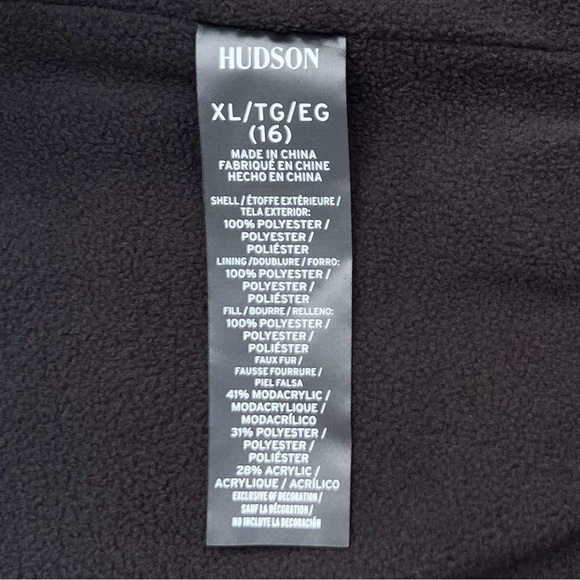 HUDSON
XL/TG/EG
(16)
MADE IN CHINA
FABRIQUÉ EN CHINE
HECHO EN CHINA
SHELL / ÉTOFFE EXTÉRIEURE /
TELA EXTERIOR:
100% POLYESTER /
POLYESTER /
POLIÉSTER
LINING /DOUBLURE / FORRO:
100% POLYESTER /
POLYESTER /
POLIÉSTER
FILL / BOURRE / RELLENO:
100% POLYESTER /
POLYESTER /
POLIÉSTER
FAUX FUR /
FAUSSE FOURRURE /
PIEL FALSA
41% MODACRYLIC /
MODACRYLIQUE /
MODACRÍLICO
31% POLYESTER /
POLYESTER /
POLIÉSTER
28% ACRYLIC /
ACRYLIQUE / ACRÍLICO
EXCLUSIVE OF DECORATION /
SAUF LA DÉCORATION /
NO INCLUYE LA DECORACIÓN